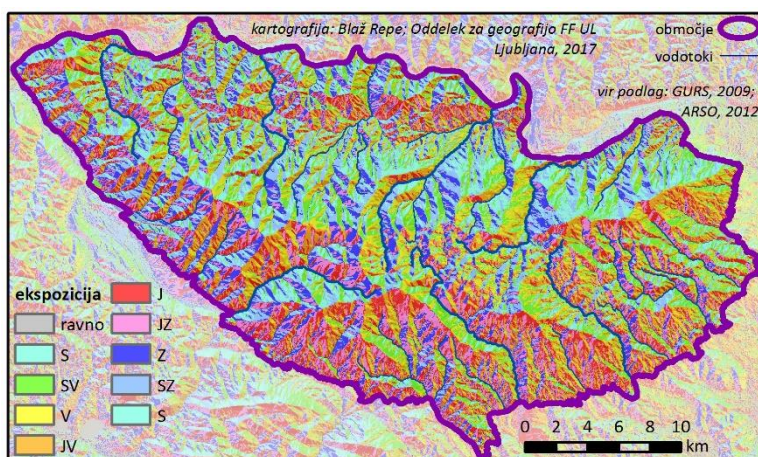 kartografija: Blaž Repe; Oddelek za geografijo FF UL
Ljubljana, 2017
območje
vodotoki
vir podlag: GURS, 2009;
ARSO, 2012
ekspozicija
ravno
S
SV
V
JV
J
JZ
Z
SZ
S
0 2 4 6 8 10
km